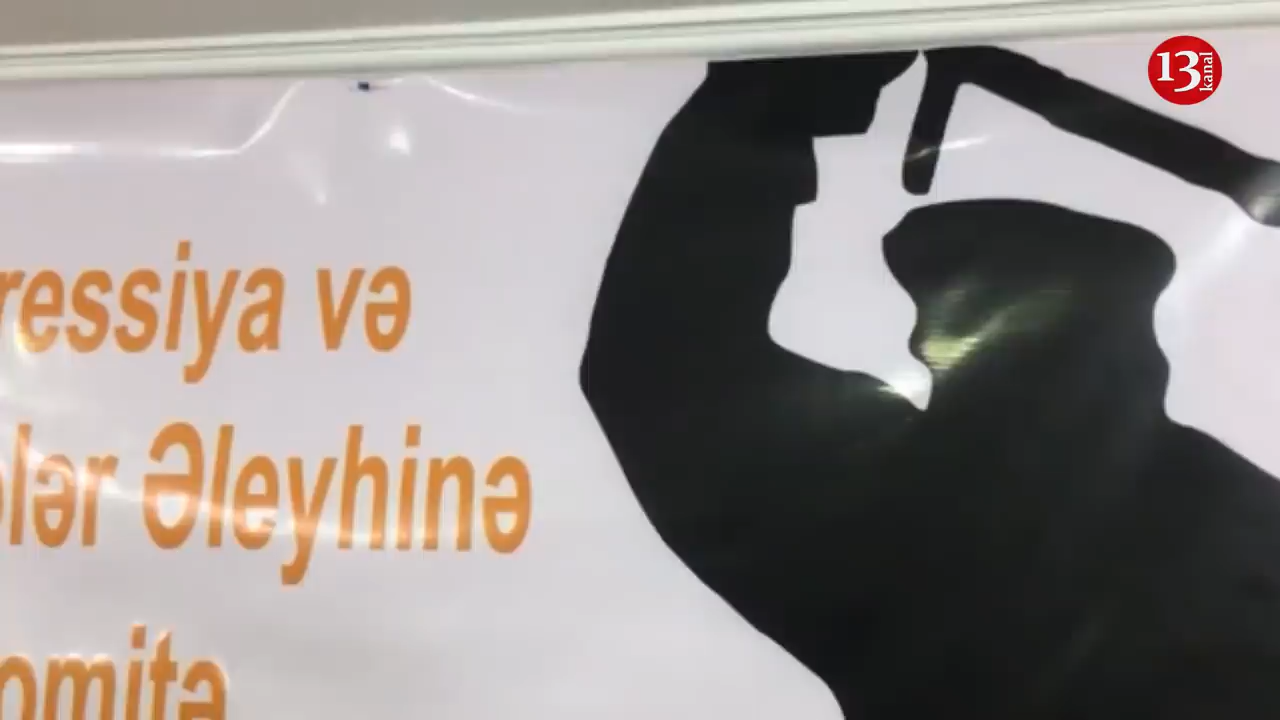 13 kanal
ressiya və
lər Əleyhinə
omitə